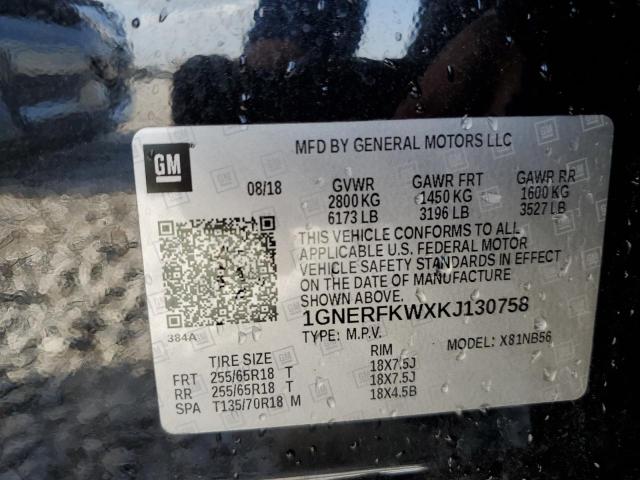 GM
MFD BY GENERAL MOTORS LLC
08/18
GVWR
2800 KG
6173 LB
GAWR FRT
1450 KG
3196 LB
GAWR RR
1600 KG
3527 LB
THIS VEHICLE CONFORMS TO ALL
APPLICABLE U.S. FEDERAL MOTOR
VEHICLE SAFETY STANDARDS IN EFFECT
ON THE DATE OF MANUFACTURE
SHOWN ABOVE.
384A
1GNERFKWXKJ130758
TYPE: M.P.V. MODEL: X81NB56
TIRE SIZE RIM
FRT 255/65R18 T 18X7.5J
RR 255/65R18 T 18X7.5J
SPA T135/70R18 M 18X4.5B